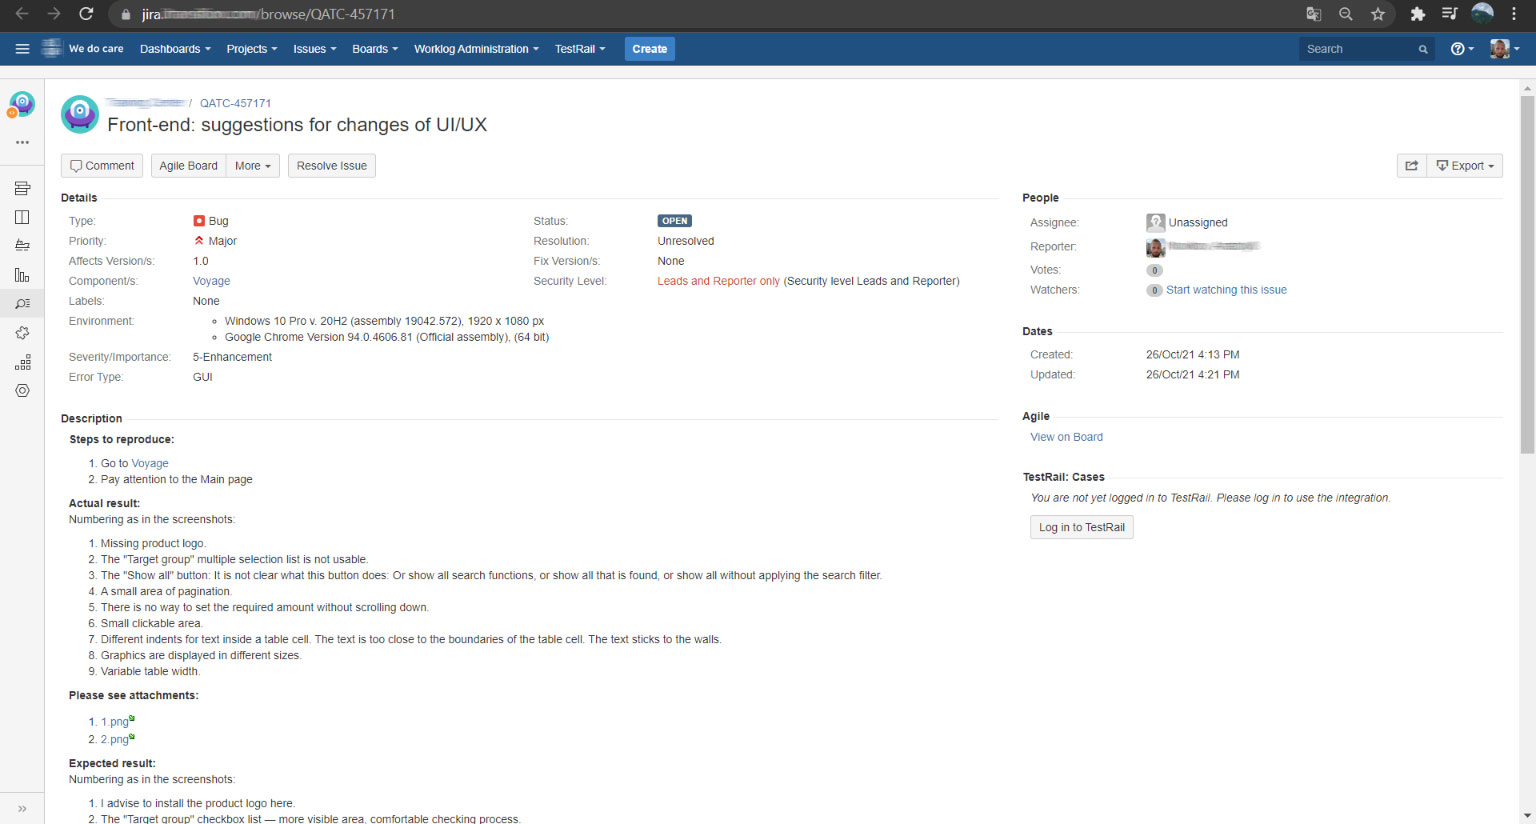 jira. /browse/QATC-457171
We do care Dashboards Projects Issues Boards Worklog Administration TestRail Create Search
/ QATC-457171
Front-end: suggestions for changes of UI/UX
Comment Agile Board More Resolve Issue Export
Details
Type: Bug Status: OPEN
Priority: Major Resolution: Unresolved
Affects Version/s: 1.0 Fix Version/s: None
Component/s: Voyage Security Level: Leads and Reporter only (Security level Leads and Reporter)
Labels: None
Environment: Windows 10 Pro v. 20H2 (assembly 19042.572), 1920 x 1080 px
Google Chrome Version 94.0.4606.81 (Official assembly), (64 bit)
Severity/Importance: 5-Enhancement
Error Type: GUI
Description
Steps to reproduce:
1. Go to Voyage
2. Pay attention to the Main page
Actual result:
Numbering as in the screenshots:
1. Missing product logo.
2. The "Target group" multiple selection list is not usable.
3. The "Show all" button: It is not clear what this button does: Or show all search functions, or show all that is found, or show all without applying the search filter.
4. A small area of pagination.
5. There is no way to set the required amount without scrolling down.
6. Small clickable area.
7. Different indents for text inside a table cell. The text is too close to the boundaries of the table cell. The text sticks to the walls.
8. Graphics are displayed in different sizes.
9. Variable table width.
Please see attachments:
1. 1.png
2. 2.png
Expected result:
Numbering as in the screenshots:
1. I advise to install the product logo here.
2. The "Target group" checkbox list — more visible area, comfortable checking process.
People
Assignee: Unassigned
Reporter:
Votes: 0
Watchers: 0 Start watching this issue
Dates
Created: 26/Oct/21 4:13 PM
Updated: 26/Oct/21 4:21 PM
Agile
View on Board
TestRail: Cases
You are not yet logged in to TestRail. Please log in to use the integration.
Log in to TestRail